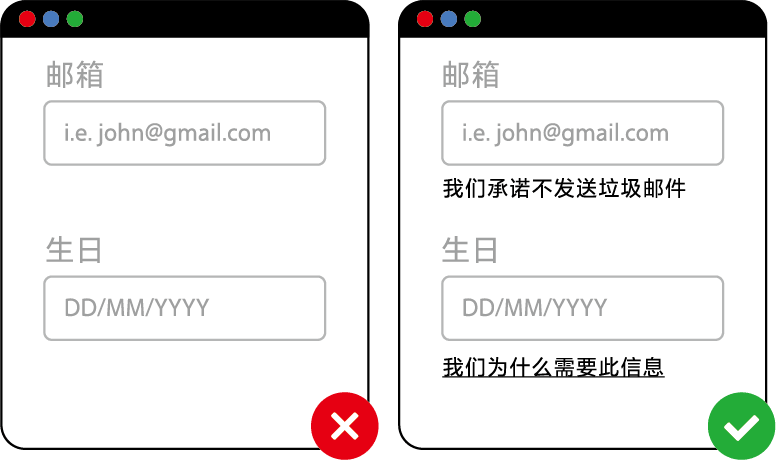 邮箱
i.e. john@gmail.com
生日
DD/MM/YYYY
邮箱
i.e. john@gmail.com
我们承诺不发送垃圾邮件
生日
DD/MM/YYYY
我们为什么需要此信息